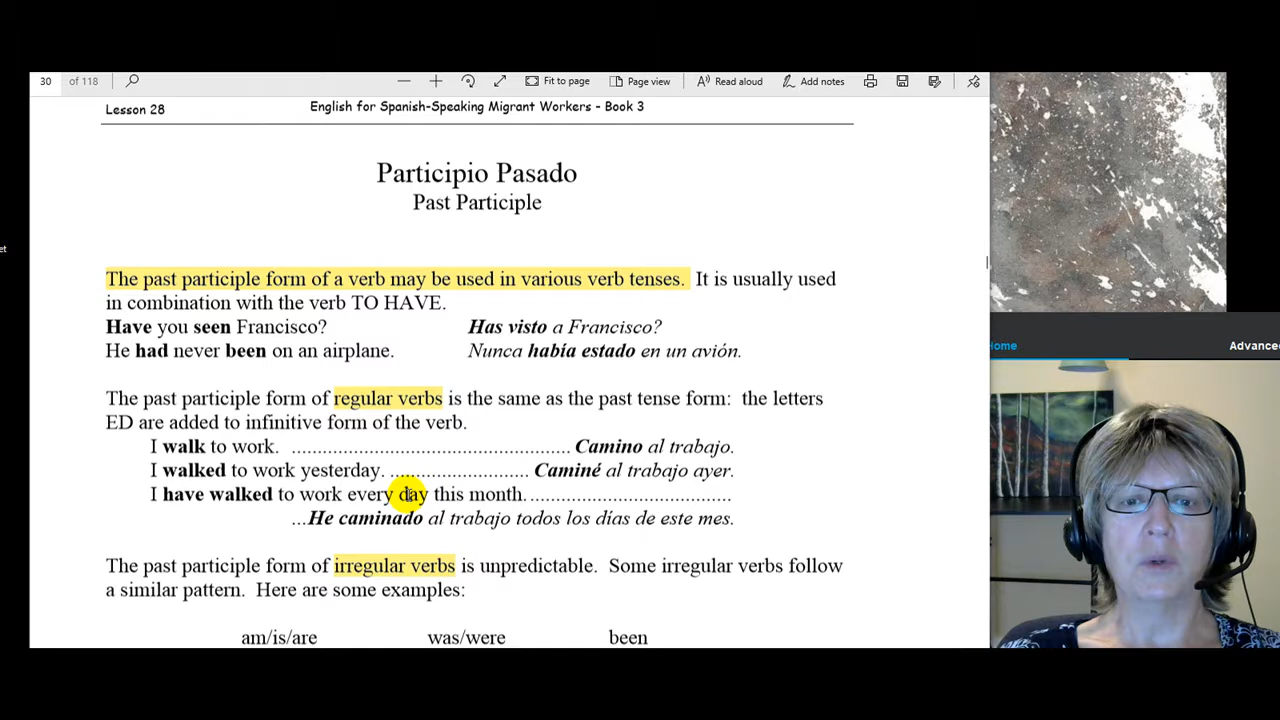 30 of 118 Fit to page Page view Read aloud Add notes
Lesson 28 English for Spanish-Speaking Migrant Workers - Book 3
Participio Pasado
Past Participle
The past participle form of a verb may be used in various verb tenses. It is usually used
in combination with the verb TO HAVE.
Have you seen Francisco? Has visto a Francisco?
He had never been on an airplane. Nunca había estado en un avión.
The past participle form of regular verbs is the same as the past tense form: the letters
ED are added to infinitive form of the verb.
I walk to work. .................................................. Camino al trabajo.
I walked to work yesterday. ......................... Caminé al trabajo ayer.
I have walked to work every day this month.....................................
...He caminado al trabajo todos los días de este mes.
The past participle form of irregular verbs is unpredictable. Some irregular verbs follow
a similar pattern. Here are some examples:
am/is/are was/were been
Home Advance